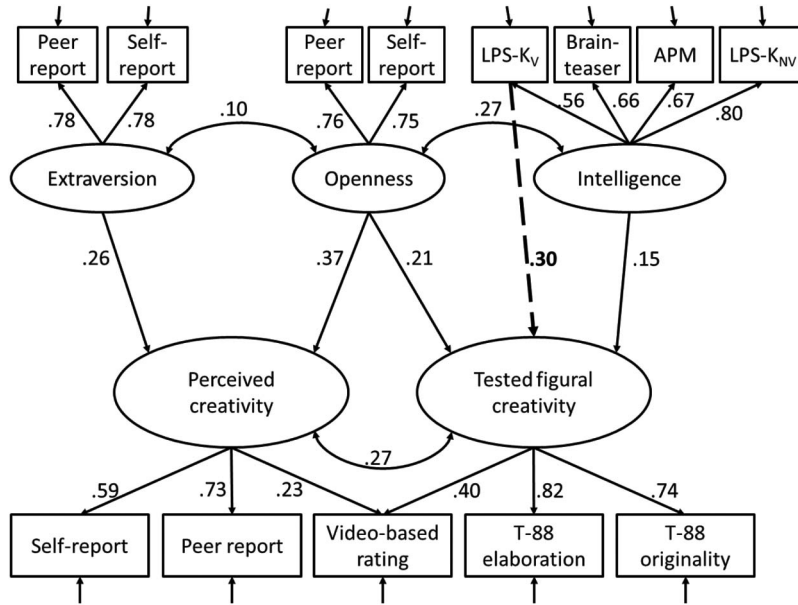 Peer
report
Self-
report
Peer
report
Self-
report
LPS-KV
Brain-
teaser
APM
LPS-KNV
.78
.78
.76
.75
.56
.66
.67
.80
.10
.27
Extraversion
Openness
Intelligence
.26
.37
.21
.30
.15
Perceived
creativity
Tested figural
creativity
.27
.59
.73
.23
.40
.82
.74
Self-report
Peer report
Video-based
rating
T-88
elaboration
T-88
originality